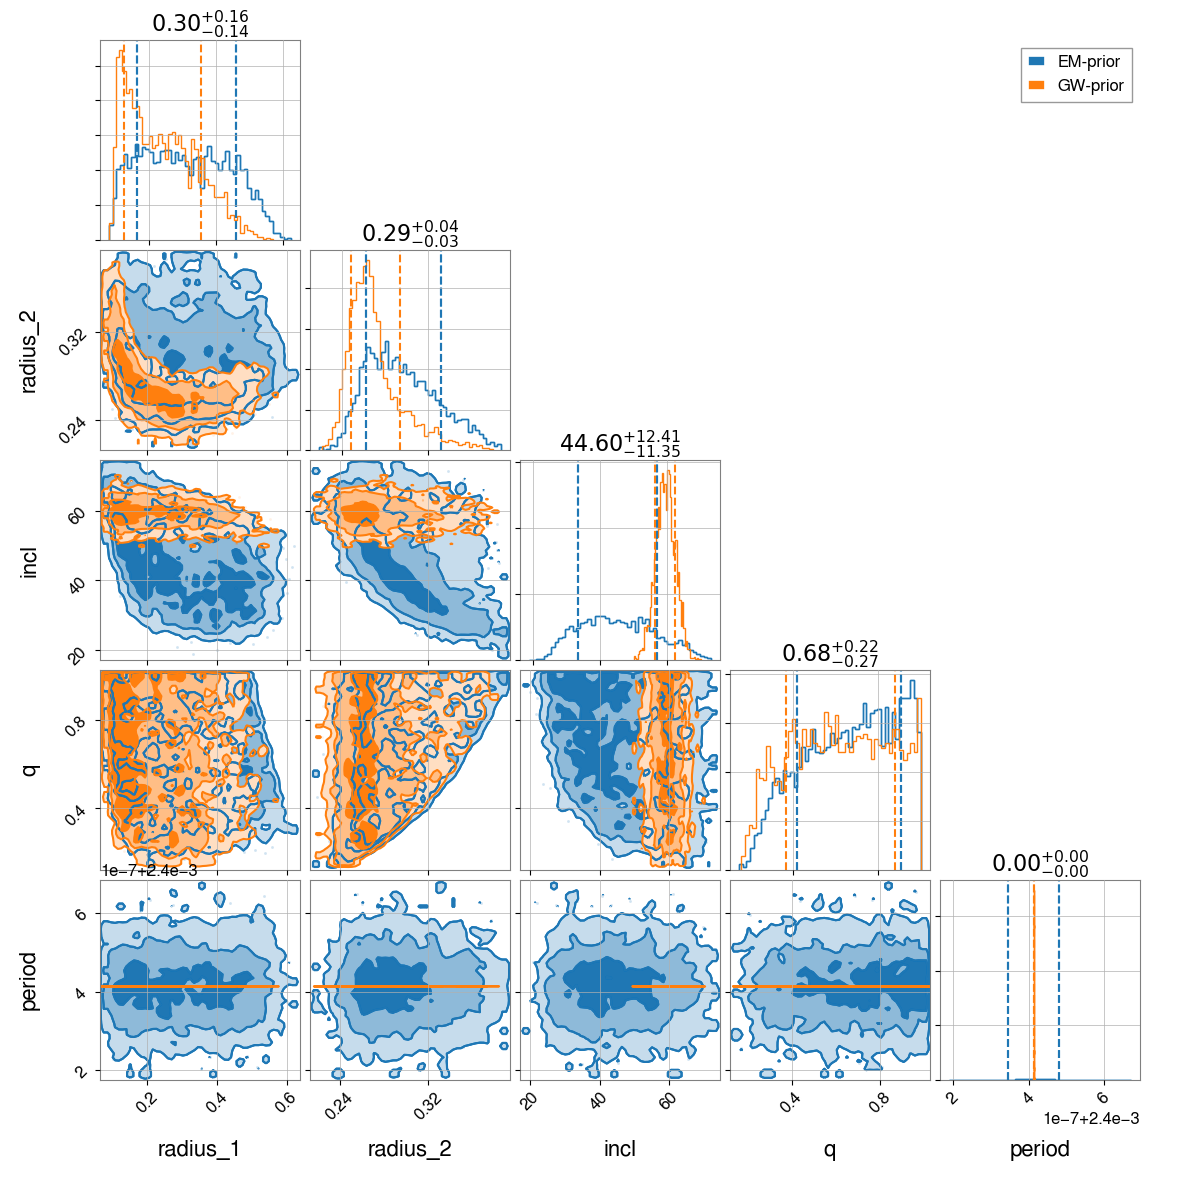 0.30+0.16−0.14
EM-prior
GW-prior
0.29+0.04−0.03
radius_2
0.32
0.24
44.60+12.41−11.35
incl
60
40
20
0.68+0.22−0.27
q
0.8
0.4
1e−7+2.4e−3
0.00+0.00−0.00
period
6
4
2
0.2 0.4 0.6
0.24 0.32
20 40 60
0.4 0.8
2 4 6
1e−7+2.4e−3
radius_1 radius_2 incl q period